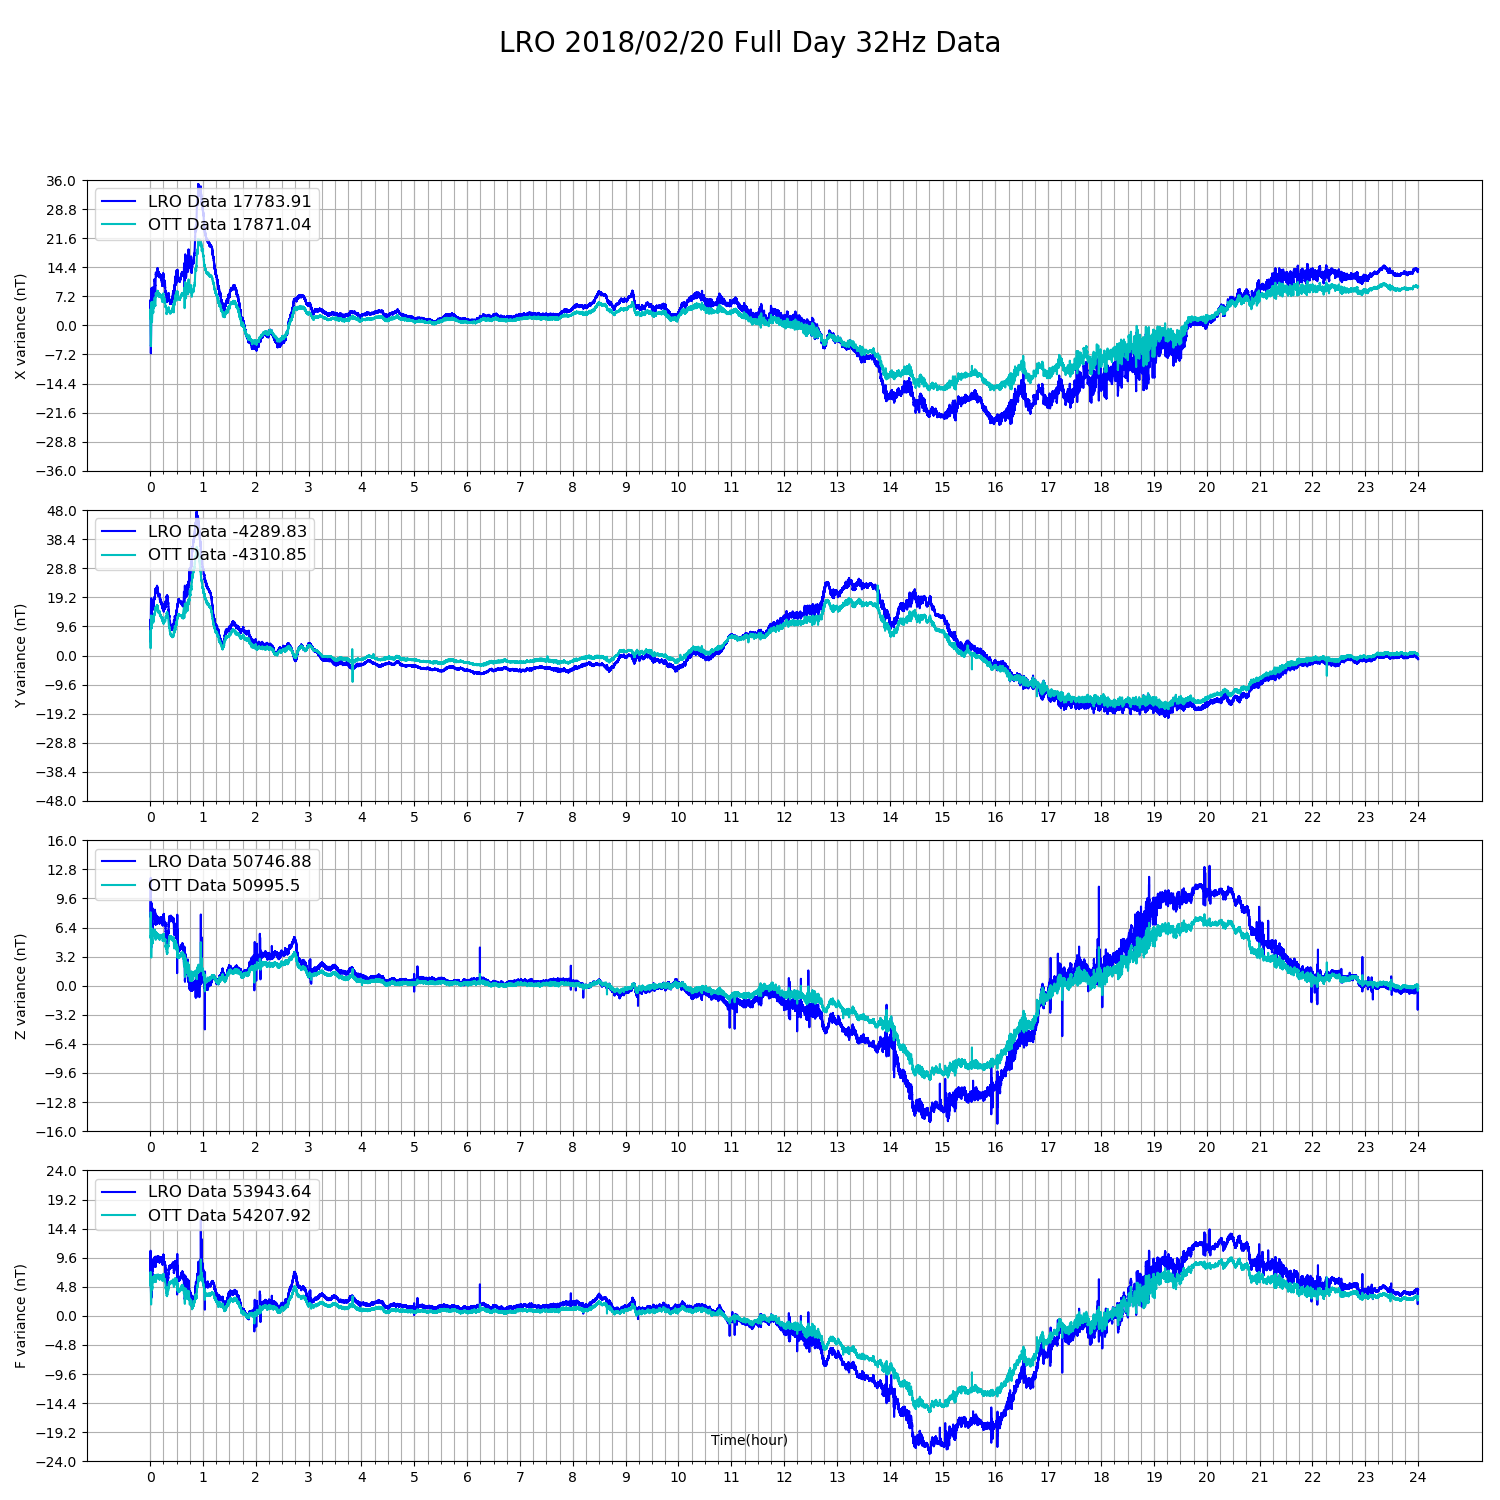 LRO 2018/02/20 Full Day 32Hz Data
36.0
28.8
21.6
14.4
7.2
0.0
−7.2
−14.4
−21.6
−28.8
−36.0
X variance (nT)
LRO Data 17783.91
OTT Data 17871.04
0 1 2 3 4 5 6 7 8 9 10 11 12 13 14 15 16 17 18 19 20 21 22 23 24
48.0
38.4
28.8
19.2
9.6
0.0
−9.6
−19.2
−28.8
−38.4
−48.0
Y variance (nT)
LRO Data -4289.83
OTT Data -4310.85
0 1 2 3 4 5 6 7 8 9 10 11 12 13 14 15 16 17 18 19 20 21 22 23 24
16.0
12.8
9.6
6.4
3.2
0.0
−3.2
−6.4
−9.6
−12.8
−16.0
Z variance (nT)
LRO Data 50746.88
OTT Data 50995.5
0 1 2 3 4 5 6 7 8 9 10 11 12 13 14 15 16 17 18 19 20 21 22 23 24
24.0
19.2
14.4
9.6
4.8
0.0
−4.8
−9.6
−14.4
−19.2
−24.0
F variance (nT)
LRO Data 53943.64
OTT Data 54207.92
Time(hour)
0 1 2 3 4 5 6 7 8 9 10 11 12 13 14 15 16 17 18 19 20 21 22 23 24